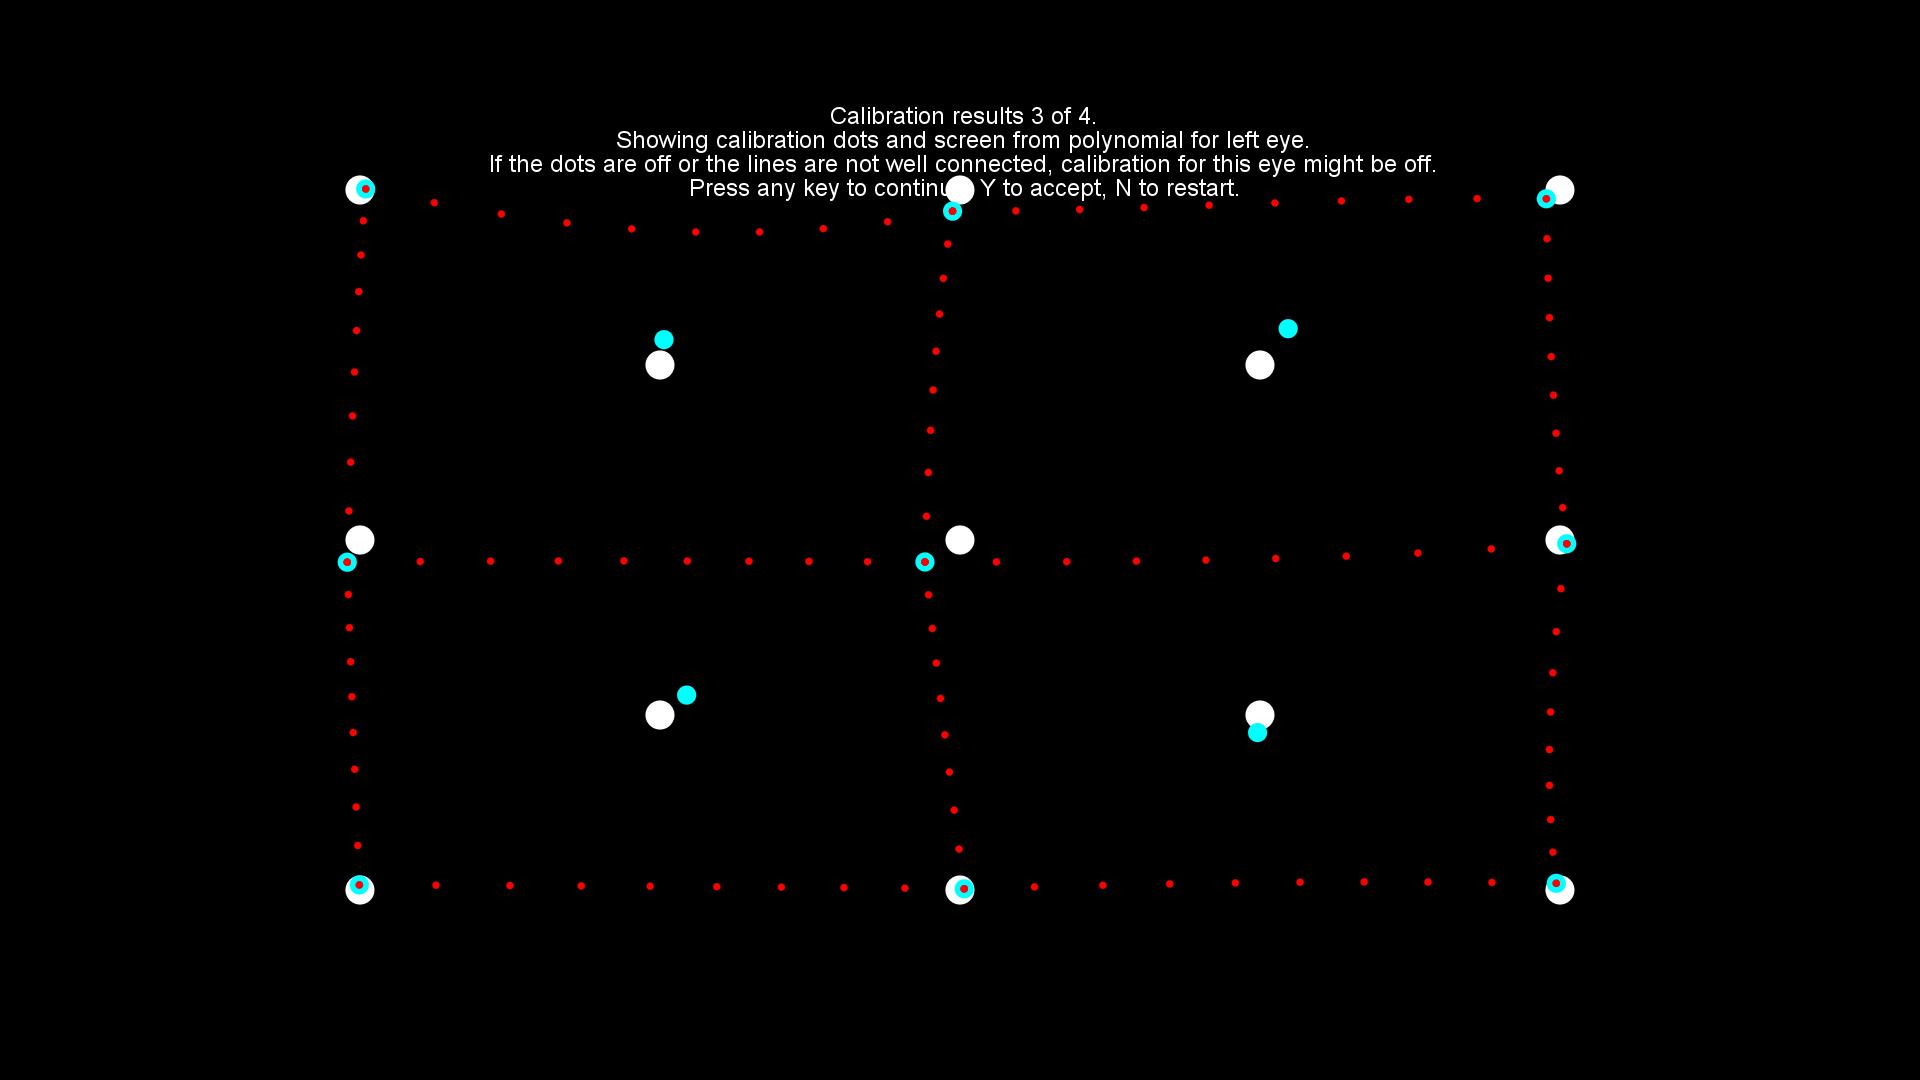 Calibration results 3 of 4.
Showing calibration dots and screen from polynomial for left eye.
If the dots are off or the lines are not well connected, calibration for this eye might be off.
Press any key to continu Y to accept, N to restart.